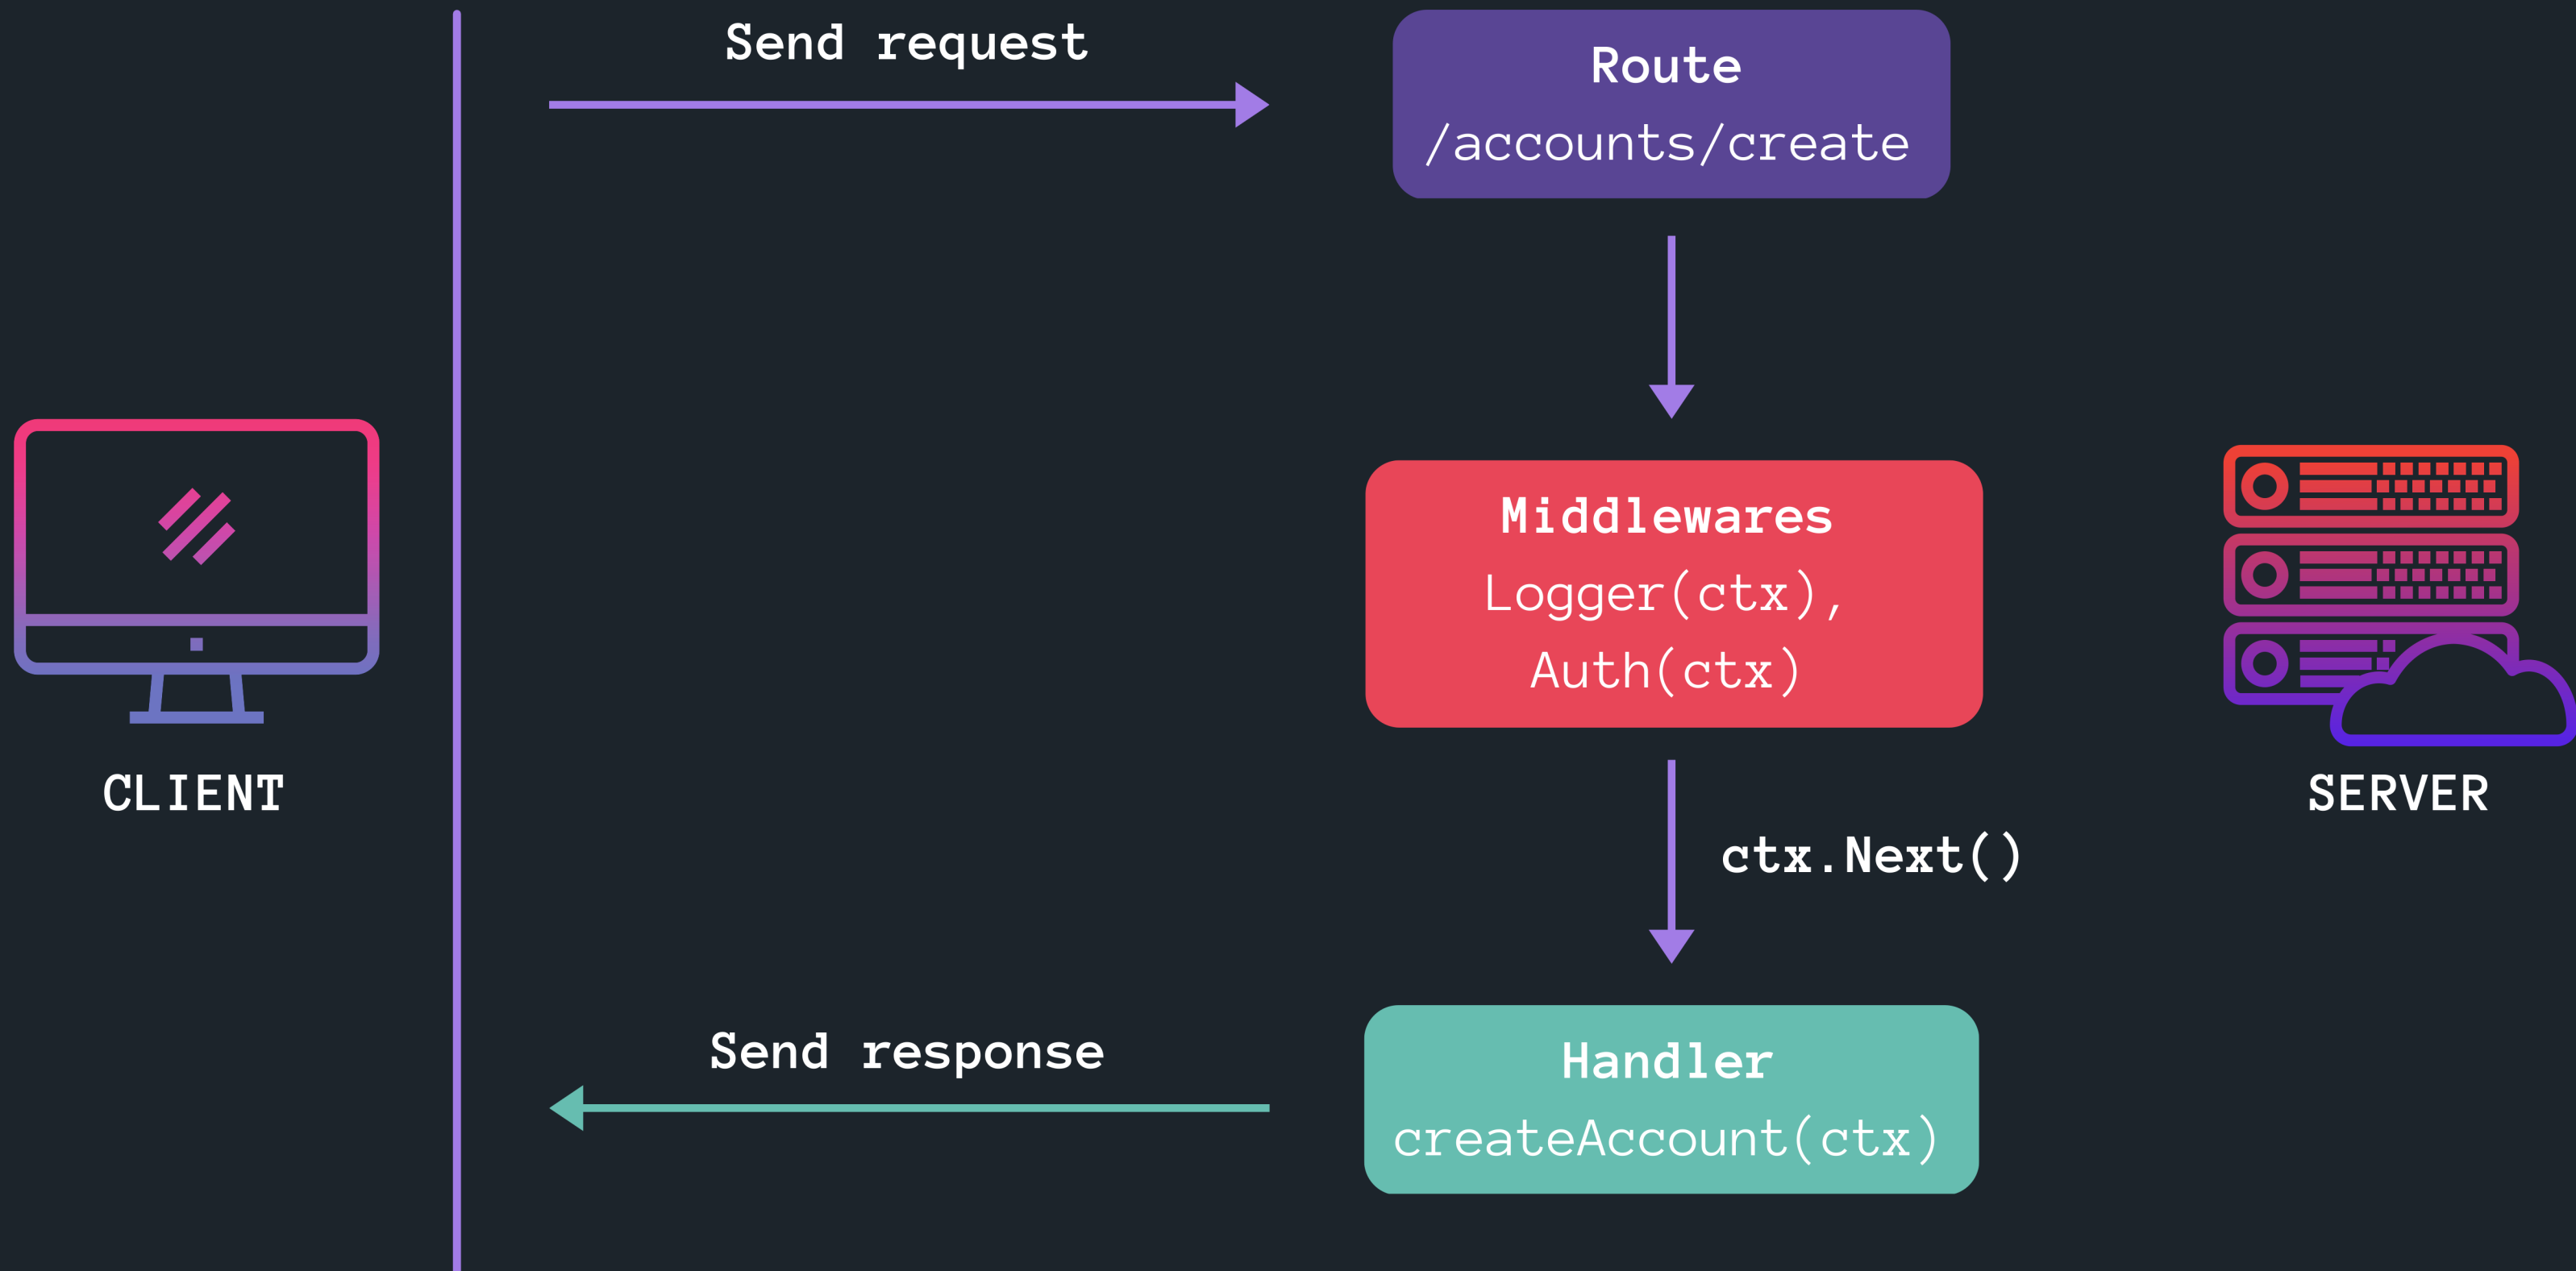 Send request
Route
/accounts/create
Middlewares
Logger(ctx),
Auth(ctx)
CLIENT
SERVER
ctx.Next()
Send response
Handler
createAccount(ctx)